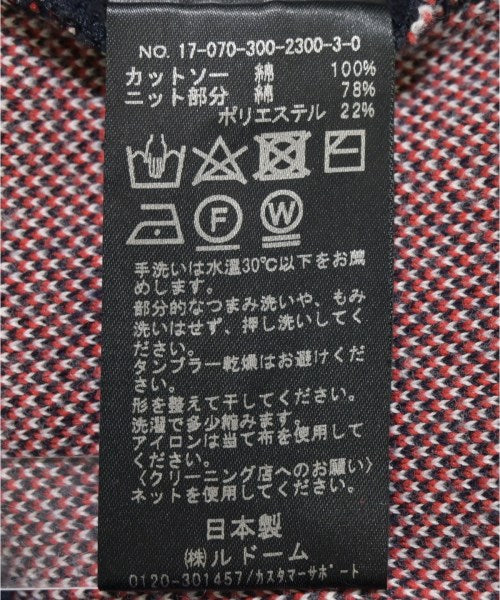 NO. 17-070-300-2300-3-0
カットソー 綿 100%
ニット部分 綿 78%
ポリエステル 22%
F W
手洗いは水温30℃以下をお薦
めします。
部分的なつまみ洗いや、もみ
洗いはせず、押し洗いしてく
ださい。
タンブラー乾燥はお避けくだ
さい。
形を整えて干してください。
洗濯で多少縮みます。
アイロンは当て布を使用して
ください。
〈クリーニング店へのお願い〉
ネットを使用してください。
日本製
㈱ルドーム
0120-301457/カスタマーサポート